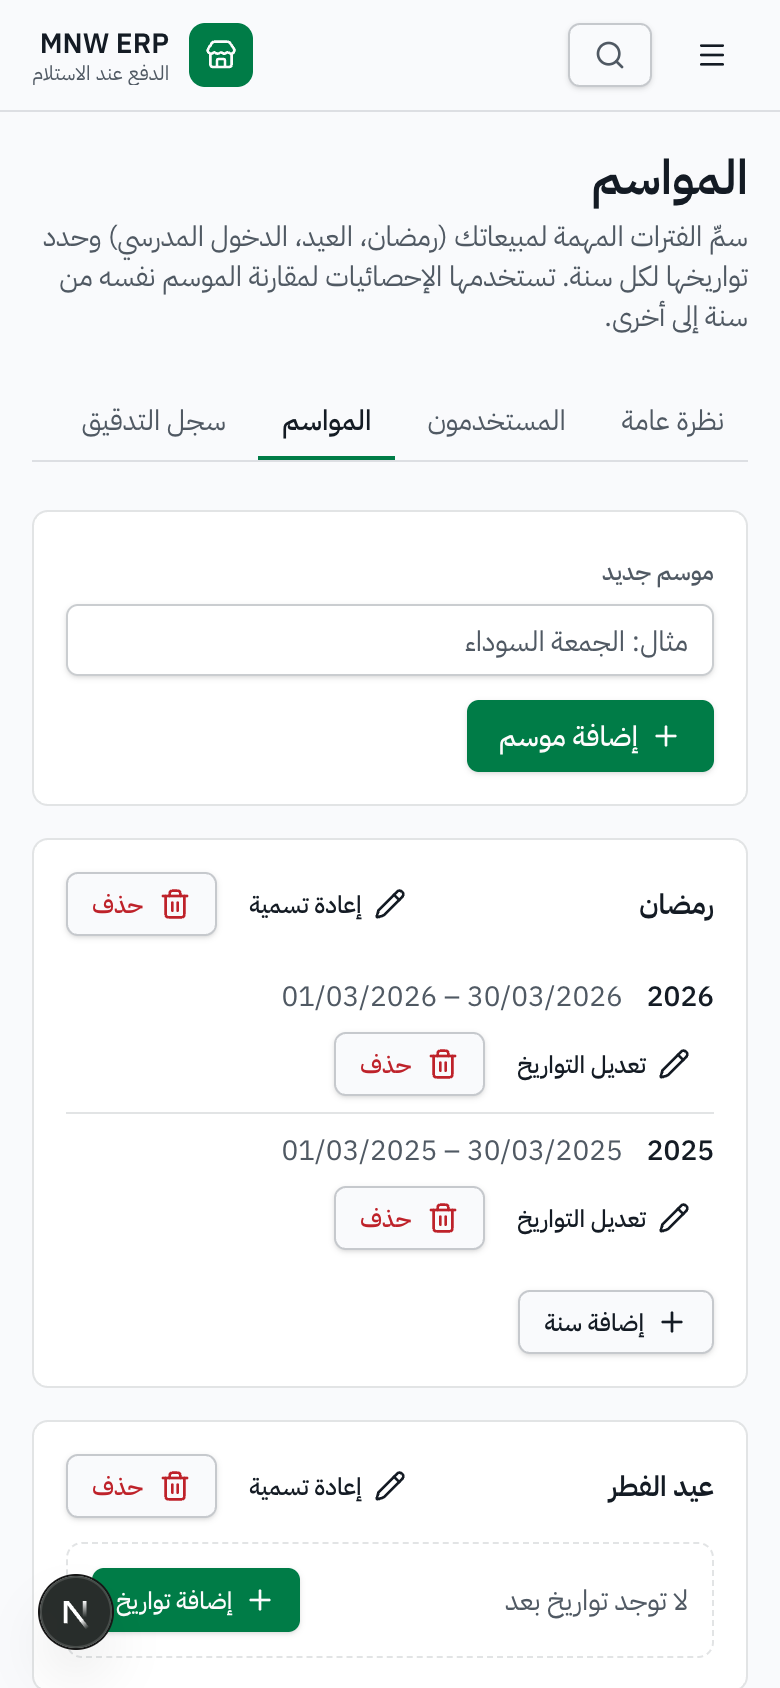 MNW ERP
الدفع عند الاستلام
المواسم
سمِّ الفترات المهمة لمبيعاتك (رمضان، العيد، الدخول المدرسي) وحدد
تواريخها لكل سنة. تستخدمها الإحصائيات لمقارنة الموسم نفسه من
سنة إلى أخرى.
نظرة عامة
المستخدمون
المواسم
سجل التدقيق
موسم جديد
مثال: الجمعة السوداء
إضافة موسم
رمضان
إعادة تسمية
حذف
2026 01/03/2026 – 30/03/2026
تعديل التواريخ
حذف
2025 01/03/2025 – 30/03/2025
تعديل التواريخ
حذف
إضافة سنة
عيد الفطر
إعادة تسمية
حذف
لا توجد تواريخ بعد
إضافة تواريخ
N